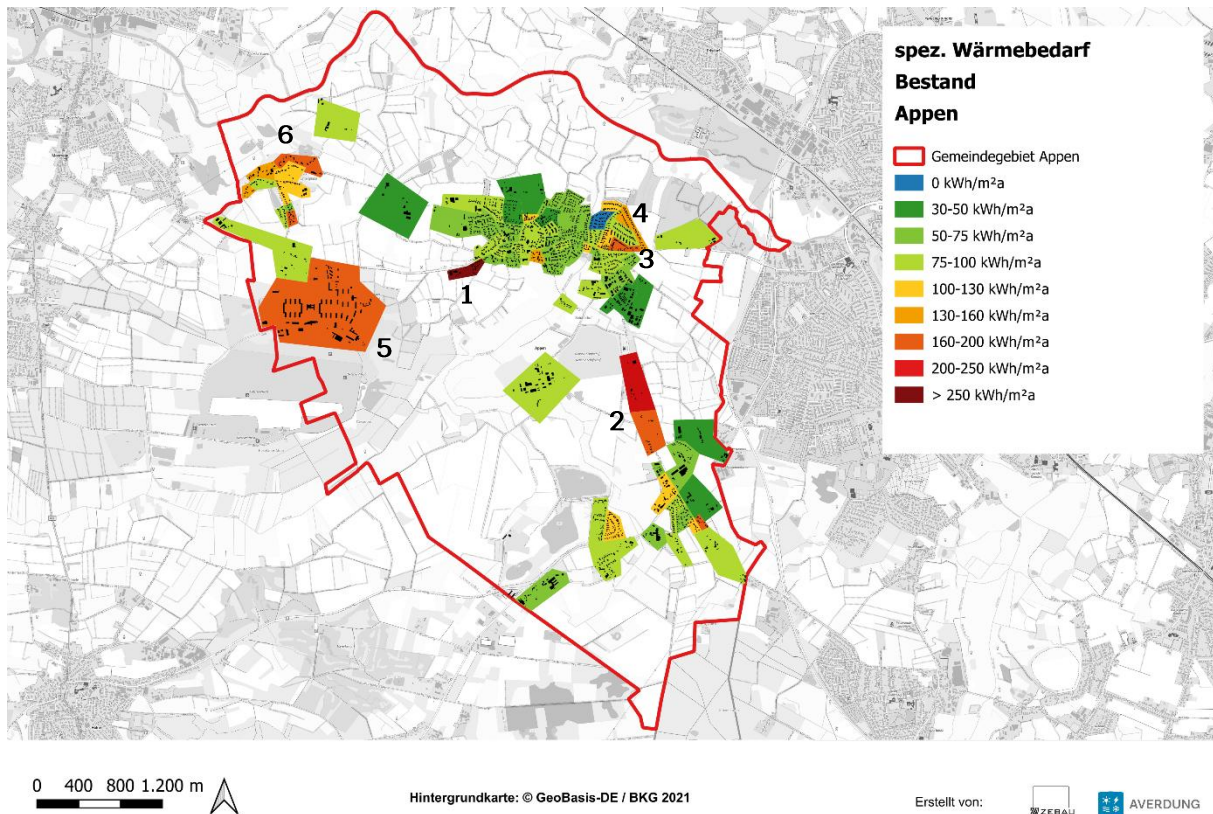 spez. Wärmebedarf
Bestand
Appen
Gemeindegebiet Appen
0 kWh/m²a
30-50 kWh/m²a
50-75 kWh/m²a
75-100 kWh/m²a
100-130 kWh/m²a
130-160 kWh/m²a
160-200 kWh/m²a
200-250 kWh/m²a
> 250 kWh/m²a
6
4
3
1
5
2
0 400 800 1.200 m
Hintergrundkarte: © GeoBasis-DE / BKG 2021
Erstellt von:
ZEBAU
AVERDUNG